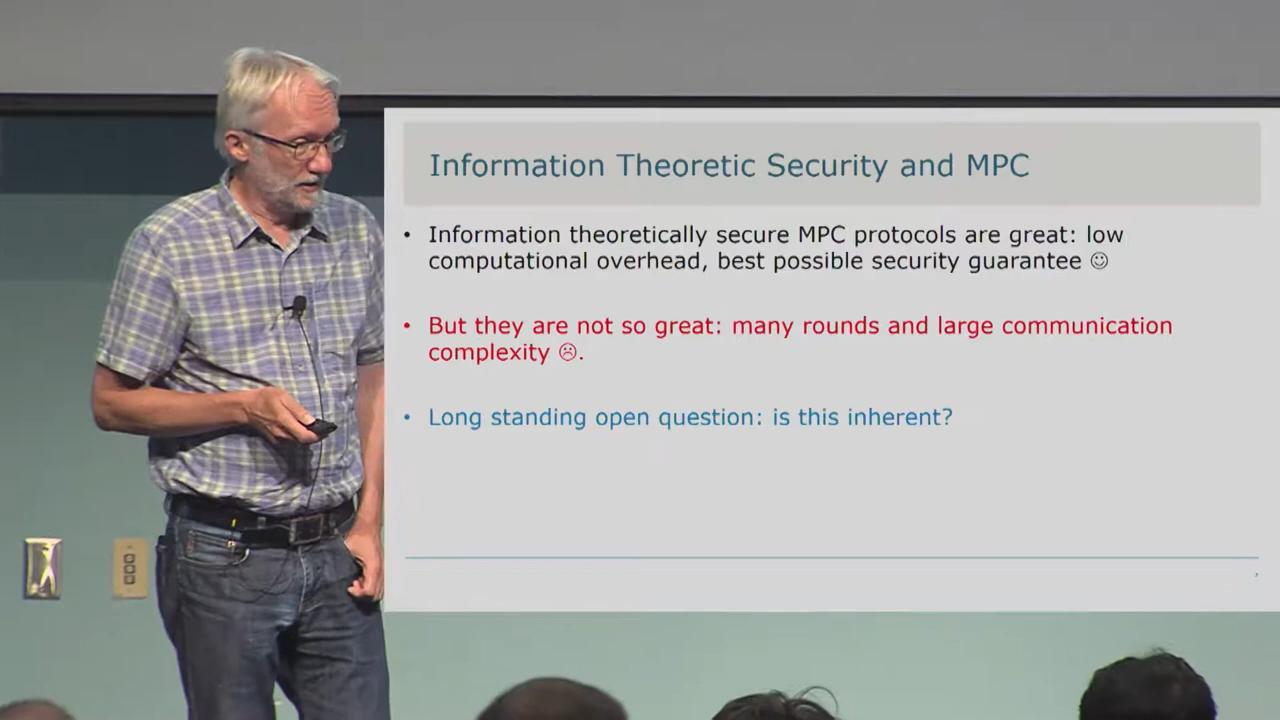 Information Theoretic Security and MPC
• Information theoretically secure MPC protocols are great: low
computational overhead, best possible security guarantee ☺
• But they are not so great: many rounds and large communication
complexity ☹.
• Long standing open question: is this inherent?